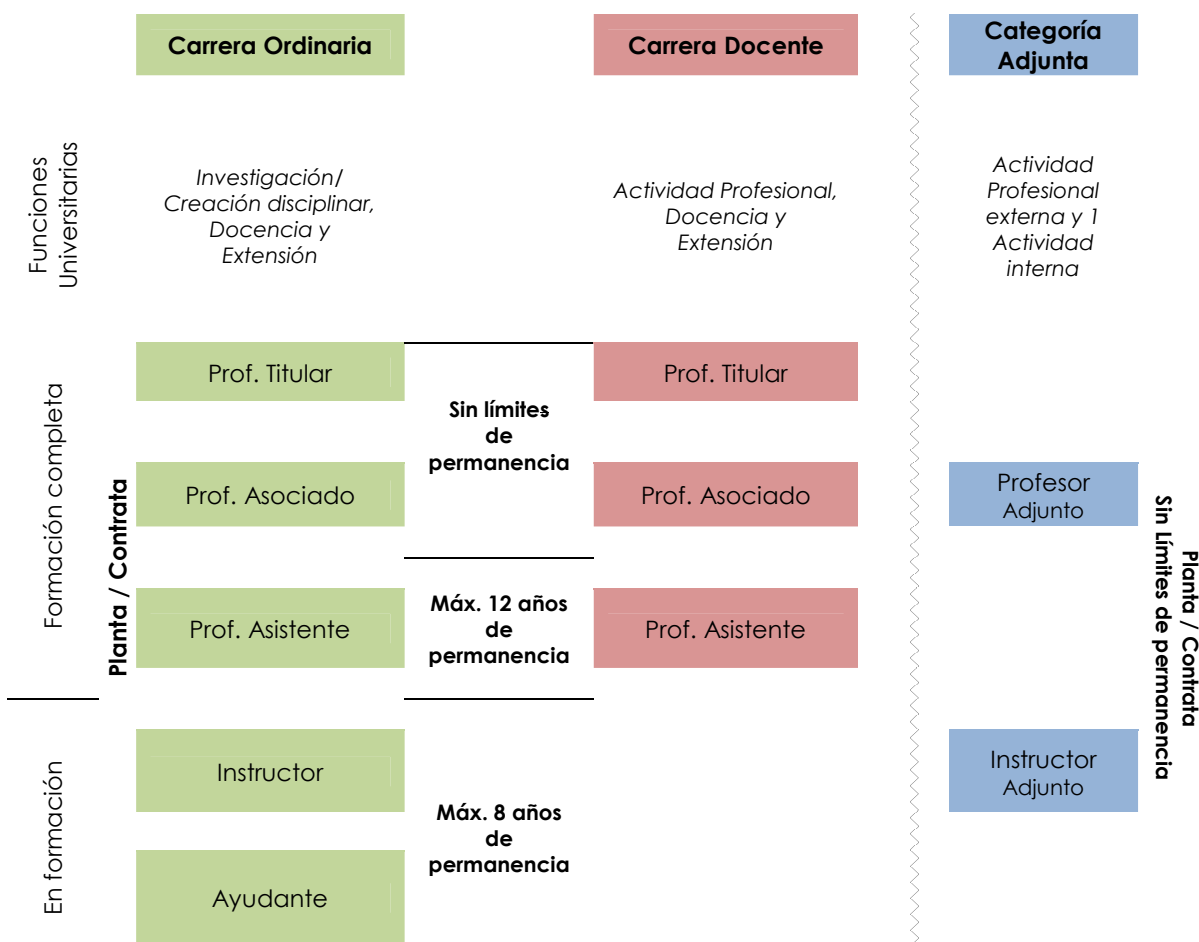 Carrera Ordinaria
Carrera Docente
Categoría
Adjunta
Funciones
Universitarias
Investigación/
Creación disciplinar,
Docencia y
Extensión
Actividad Profesional,
Docencia y
Extensión
Actividad
Profesional
externa y 1
Actividad
interna
Formación completa
Planta / Contrata
Prof. Titular
Sin límites
de
permanencia
Prof. Titular
Prof. Asociado
Prof. Asociado
Profesor
Adjunto
Prof. Asistente
Máx. 12 años
de
permanencia
Prof. Asistente
Planta / Contrata
Sin Límites de permanencia
En formación
Instructor
Máx. 8 años
de
permanencia
Instructor
Adjunto
Ayudante